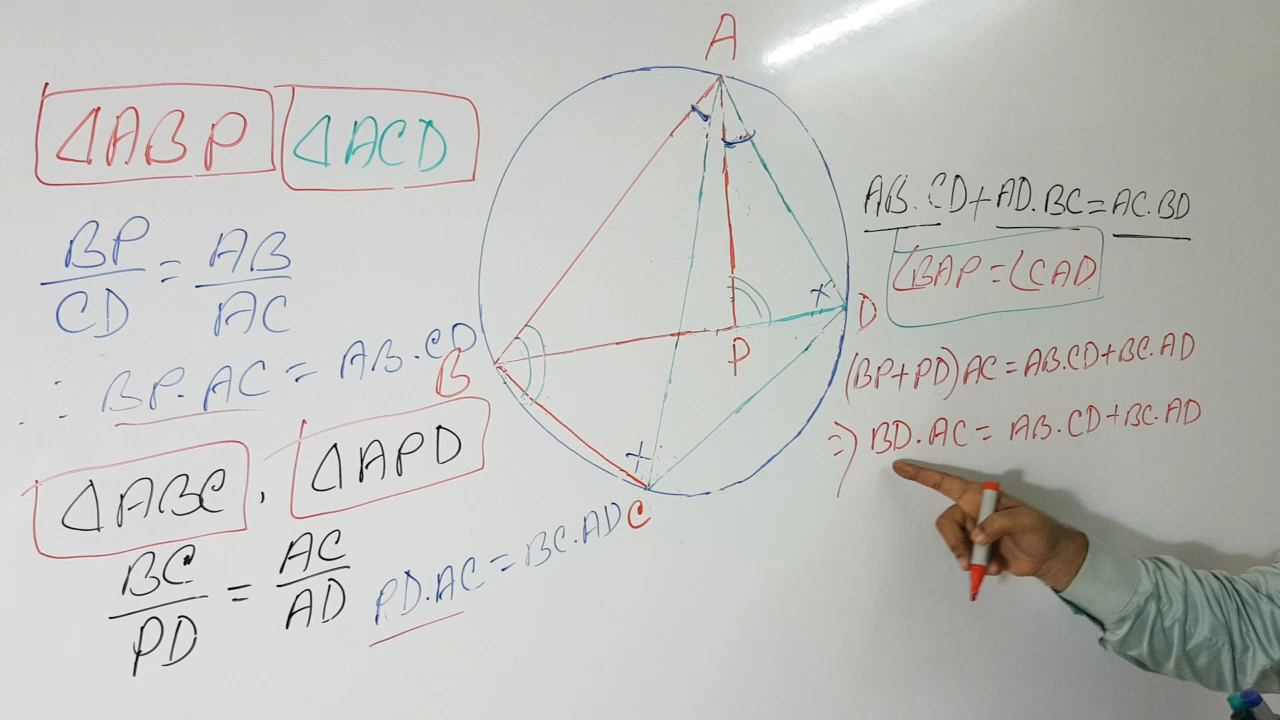 A
△ABP △ACD
BP/CD = AB/AC
∴ BP.AC = AB.CD
B
△ABC, △APD
BC/PD = AC/AD
PD.AC = BC.AD
C
P
D
x
x
AB.CD+AD.BC=AC.BD
∠BAP=∠CAD
(BP+PD)AC=AB.CD+BC.AD
⇒ BD.AC= AB.CD+BC.AD